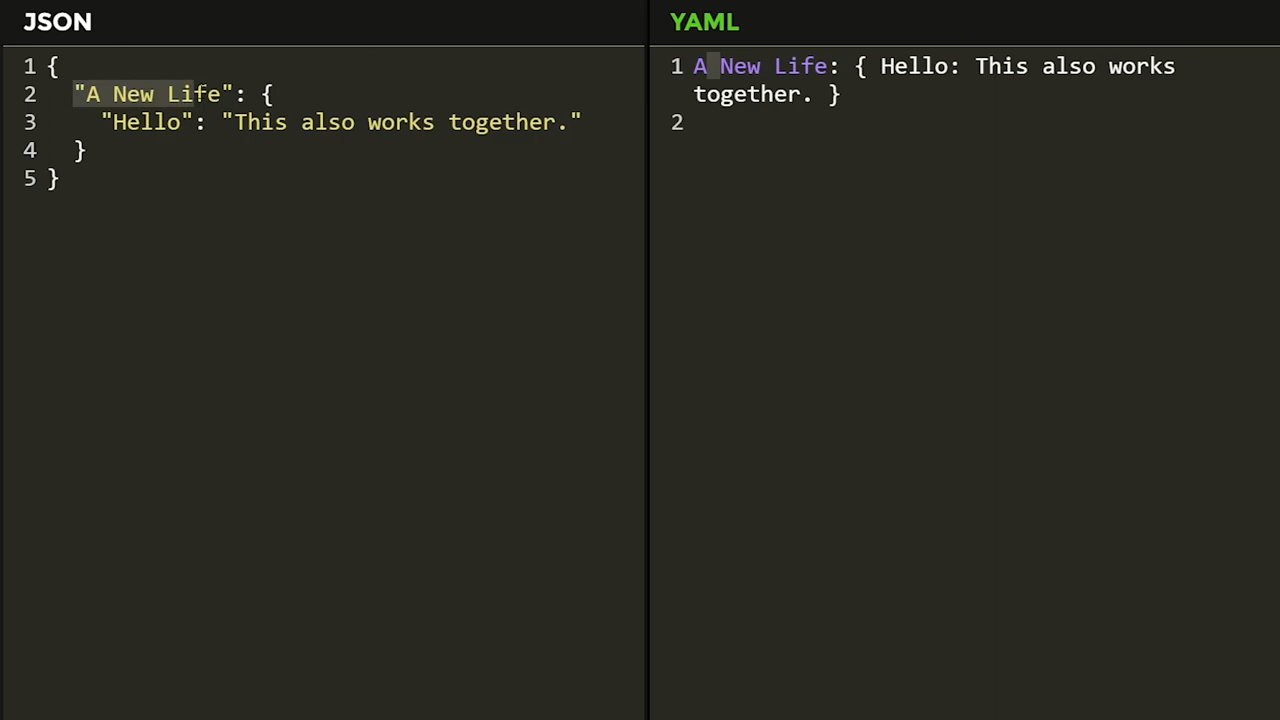 JSON
1 {
2   "A New Life": {
3     "Hello": "This also works together."
4   }
5 }
YAML
1 A New Life: { Hello: This also works
together. }
2